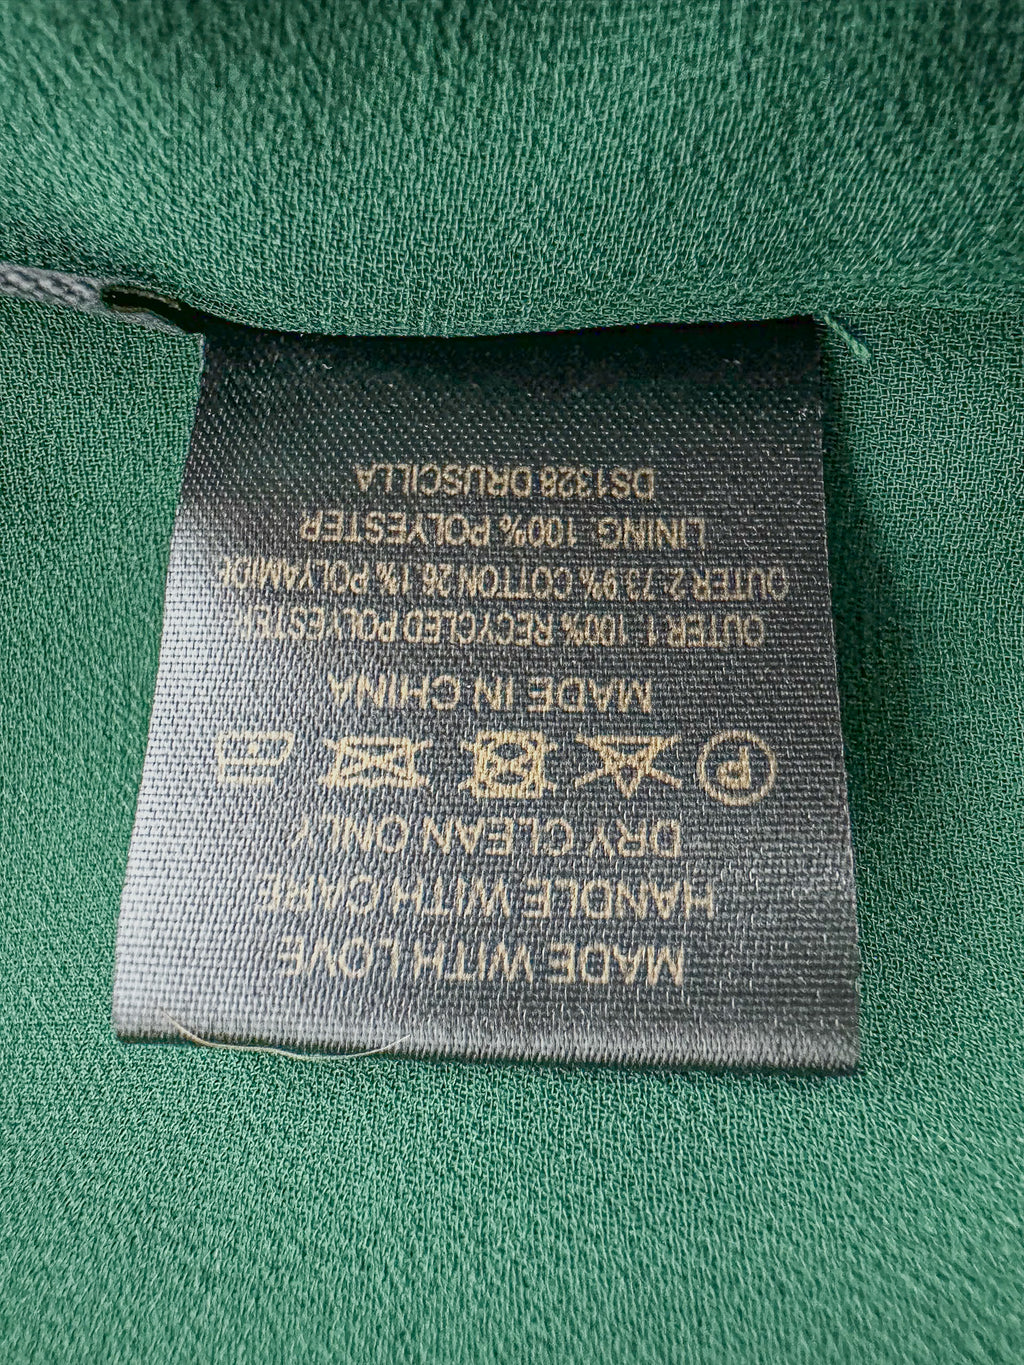 MADE WITH LOVE
HANDLE WITH CARE
DRY CLEAN ONLY
P
MADE IN CHINA
OUTER 1: 100% RECYCLED POLYESTER
OUTER 2: 73.9% COTTON 26.1% POLYAMIDE
LINING: 100% POLYESTER
DS1328 DRUSCILLA